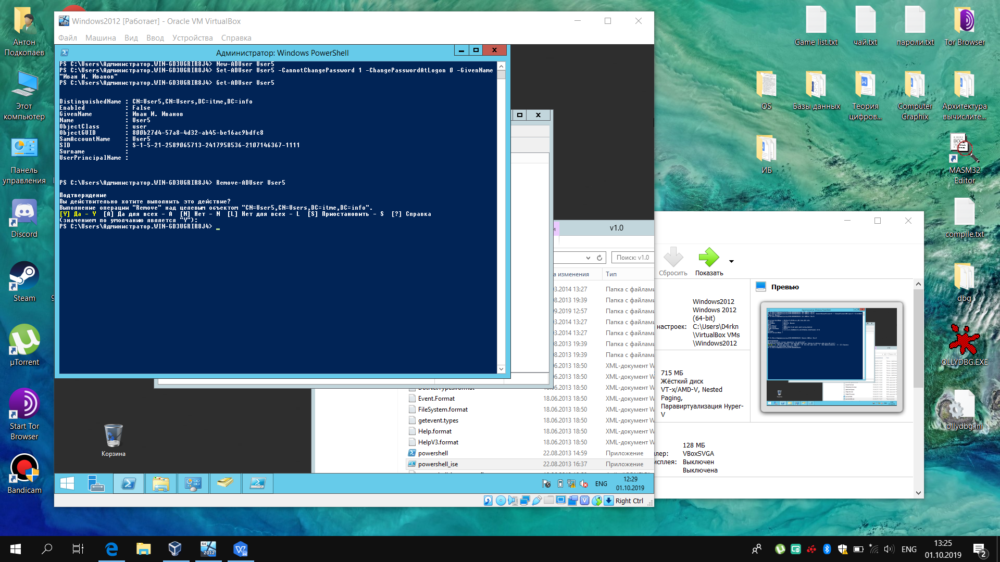 Антон
Подкопаев
Этот
компьютер
Панель
управления
Discord
Steam
µTorrent
Start Tor
Browser
Bandicam
Windows2012 [Работает] - Oracle VM VirtualBox
Файл Машина Вид Ввод Устройства Справка
Администратор: Windows PowerShell
PS C:\Users\Администратор.WIN-GD3UGRIR8J4> New-ADUser User5
PS C:\Users\Администратор.WIN-GD3UGRIR8J4> Set-ADUser User5 -CannotChangePassword 1 -ChangePasswordAtLogon 0 -GivenName
"Иван И. Иванов"
PS C:\Users\Администратор.WIN-GD3UGRIR8J4> Get-ADUser User5
DistinguishedName : CN=User5,CN=Users,DC=itme,DC=info
Enabled : False
GivenName : Иван И. Иванов
Name : User5
ObjectClass : user
ObjectGUID : 800b27d4-57a8-4d32-ab45-be16ac9bdfc8
SamAccountName : User5
SID : S-1-5-21-2589065713-2417958536-2107146367-1111
Surname :
UserPrincipalName :
PS C:\Users\Администратор.WIN-GD3UGRIR8J4> Remove-ADUser User5
Подтверждение
Вы действительно хотите выполнить это действие?
Выполнение операции "Remove" над целевым объектом "CN=User5,CN=Users,DC=itme,DC=info".
[Y] Да - Y [A] Да для всех - A [N] Нет - N [L] Нет для всех - L [S] Приостановить - S [?] Справка
(значением по умолчанию является "Y"):
PS C:\Users\Администратор.WIN-GD3UGRIR8J4>
v1.0
Поиск: v1.0
а изменения Тип
03.2014 13:27 Папка с файлами
08.2013 19:39 Папка с файлами
09.2019 12:57 Папка с файлами
03.2014 13:27 Папка с файлами
03.2014 13:27 Папка с файлами
08.2013 19:39 Папка с файлами
08.2013 19:39 Папка с файлами
06.2013 18:50 XML-документ W
06.2013 18:50 XML-документ W
06.2013 18:50 XML-документ W
Event.Format 18.06.2013 18:50 XML-документ W
FileSystem.format 18.06.2013 18:50 XML-документ W
getevent.types 18.06.2013 18:50 XML-документ W
Help.format 18.06.2013 18:50 XML-документ W
HelpV3.format 18.06.2013 18:50 XML-документ W
powershell 22.08.2013 14:59 Приложение
powershell_ise 22.08.2013 16:37 Приложение
Корзина
ENG
12:29
01.10.2019
Right Ctrl
Сбросить Показать
Превью
Windows2012
Windows 2012
(64-bit)
настроек: C:\Users\D4rkn
\VirtualBox VMs
\Windows2012
715 МБ
Жёсткий диск
VT-x/AMD-V, Nested
Paging,
Паравиртуализация Hyper-
V
128 МБ
лер: VBoxSVGA
исплея: Выключен
Выключена
Game list.txt
чай.txt
пароли.txt
Tor Browser
OS
Базы данных
Теория
цифров...
Computer
Graphix
Архитектура
вычислите...
ИБ
MASM32
Editor
compile.txt
dbg
OLLYDBG.EXE
ollydbg.ini
64
2012
ENG
13:25
01.10.2019
2